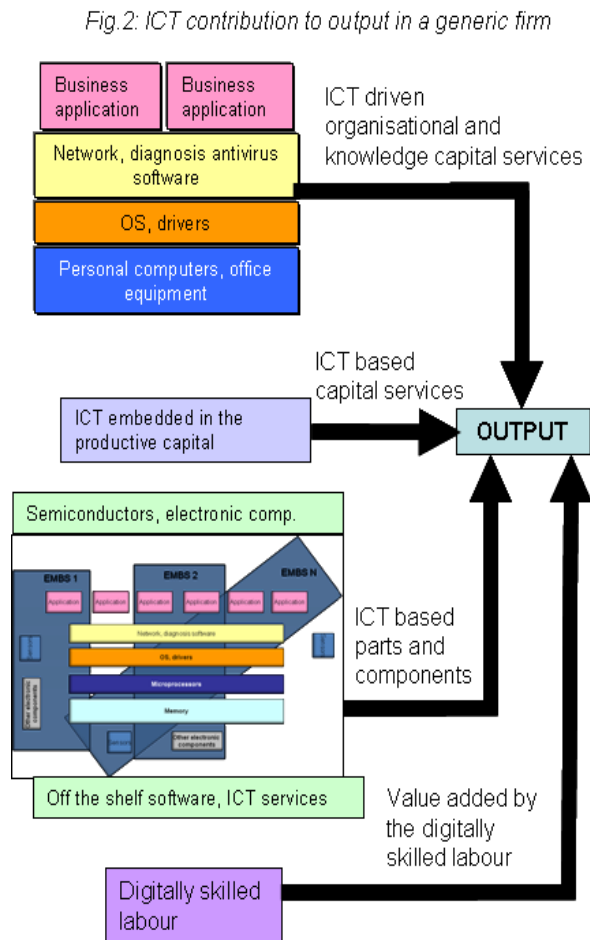 Fig.2: ICT contribution to output in a generic firm
Business
application
Business
application
Network, diagnosis antivirus
software
OS, drivers
Personal computers, office
equipment
ICT driven
organisational and
knowledge capital services
ICT based
capital services
ICT embedded in the
productive capital
OUTPUT
Semiconductors, electronic comp.
EMBS 1
EMBS 2
EMBS N
Application
Application
Application
Application
Application
Application
Network, diagnosis software
OS, drivers
Microprocessors
Memory
Other electronic
components
Other electronic
components
ICT based
parts and
components
Off the shelf software, ICT services
Value added by
the digitally
skilled labour
Digitally skilled
labour